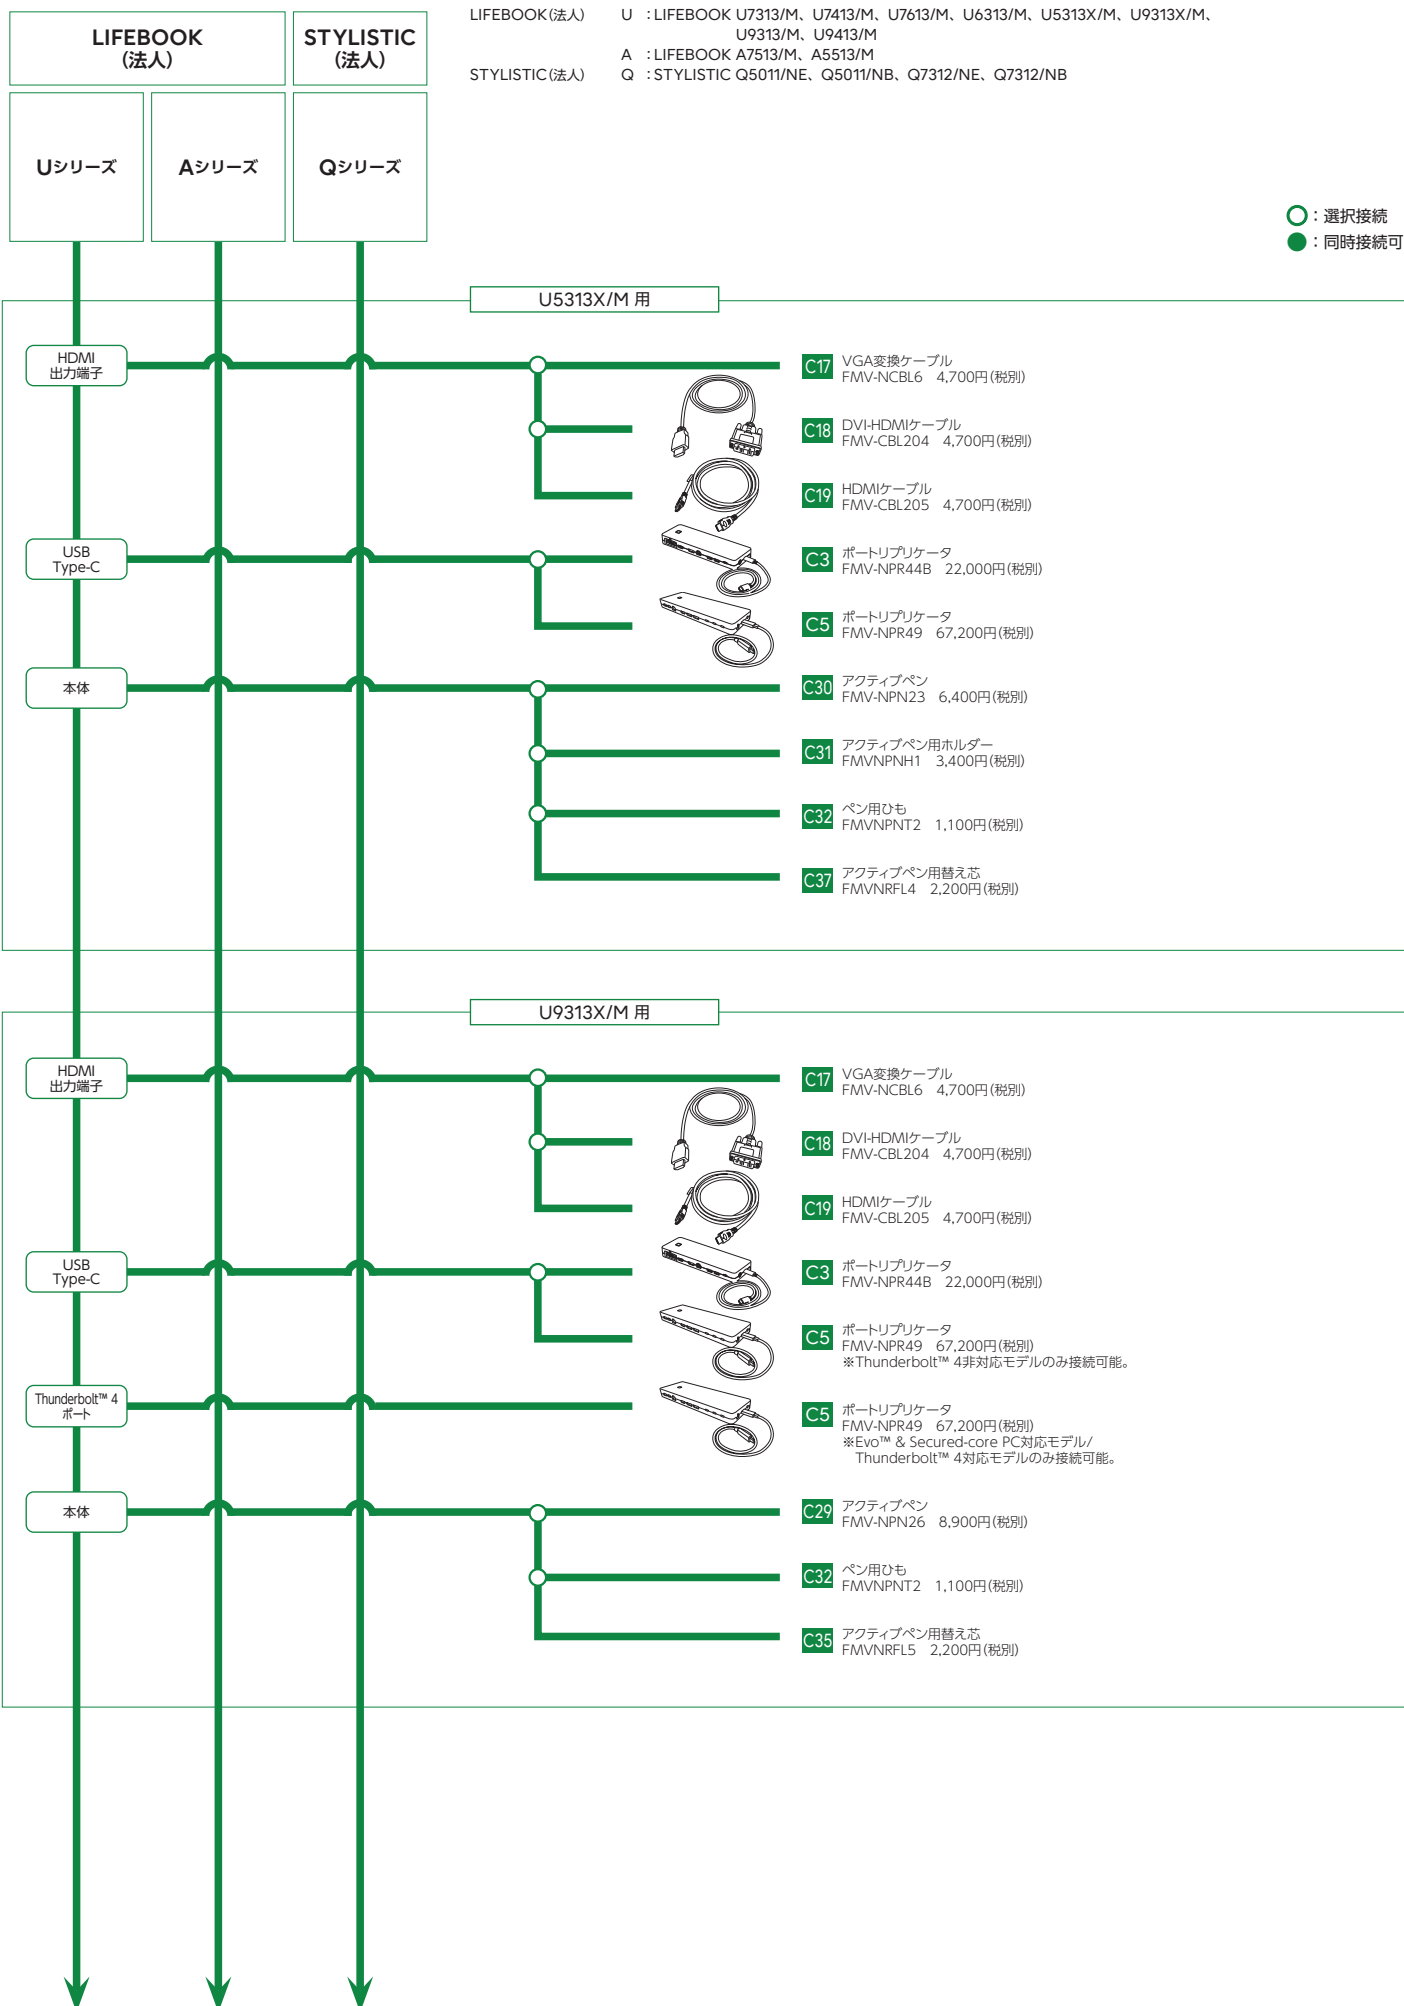 LIFEBOOK
(法人)
STYLISTIC
(法人)
LIFEBOOK(法人) U :LIFEBOOK U7313/M、U7413/M、U7613/M、U6313/M、U5313X/M、U9313X/M、
U9313/M、U9413/M
A :LIFEBOOK A7513/M、A5513/M
STYLISTIC(法人) Q :STYLISTIC Q5011/NE、Q5011/NB、Q7312/NE、Q7312/NB
Uシリーズ
Aシリーズ
Qシリーズ
:選択接続
:同時接続可
U5313X/M 用
HDMI
出力端子
C17 VGA変換ケーブル
FMV-NCBL6 4,700円(税別)
C18 DVI-HDMIケーブル
FMV-CBL204 4,700円(税別)
C19 HDMIケーブル
FMV-CBL205 4,700円(税別)
USB
Type-C
C3 ポートリプリケータ
FMV-NPR44B 22,000円(税別)
C5 ポートリプリケータ
FMV-NPR49 67,200円(税別)
本体
C30 アクティブペン
FMV-NPN23 6,400円(税別)
C31 アクティブペン用ホルダー
FMVNPNH1 3,400円(税別)
C32 ペン用ひも
FMVNPNT2 1,100円(税別)
C37 アクティブペン用替え芯
FMVNRFL4 2,200円(税別)
U9313X/M 用
HDMI
出力端子
C17 VGA変換ケーブル
FMV-NCBL6 4,700円(税別)
C18 DVI-HDMIケーブル
FMV-CBL204 4,700円(税別)
C19 HDMIケーブル
FMV-CBL205 4,700円(税別)
USB
Type-C
C3 ポートリプリケータ
FMV-NPR44B 22,000円(税別)
C5 ポートリプリケータ
FMV-NPR49 67,200円(税別)
※Thunderbolt™ 4非対応モデルのみ接続可能。
Thunderbolt™ 4
ポート
C5 ポートリプリケータ
FMV-NPR49 67,200円(税別)
※Evo™ & Secured-core PC対応モデル/
Thunderbolt™ 4対応モデルのみ接続可能。
本体
C29 アクティブペン
FMV-NPN26 8,900円(税別)
C32 ペン用ひも
FMVNPNT2 1,100円(税別)
C35 アクティブペン用替え芯
FMVNRFL5 2,200円(税別)